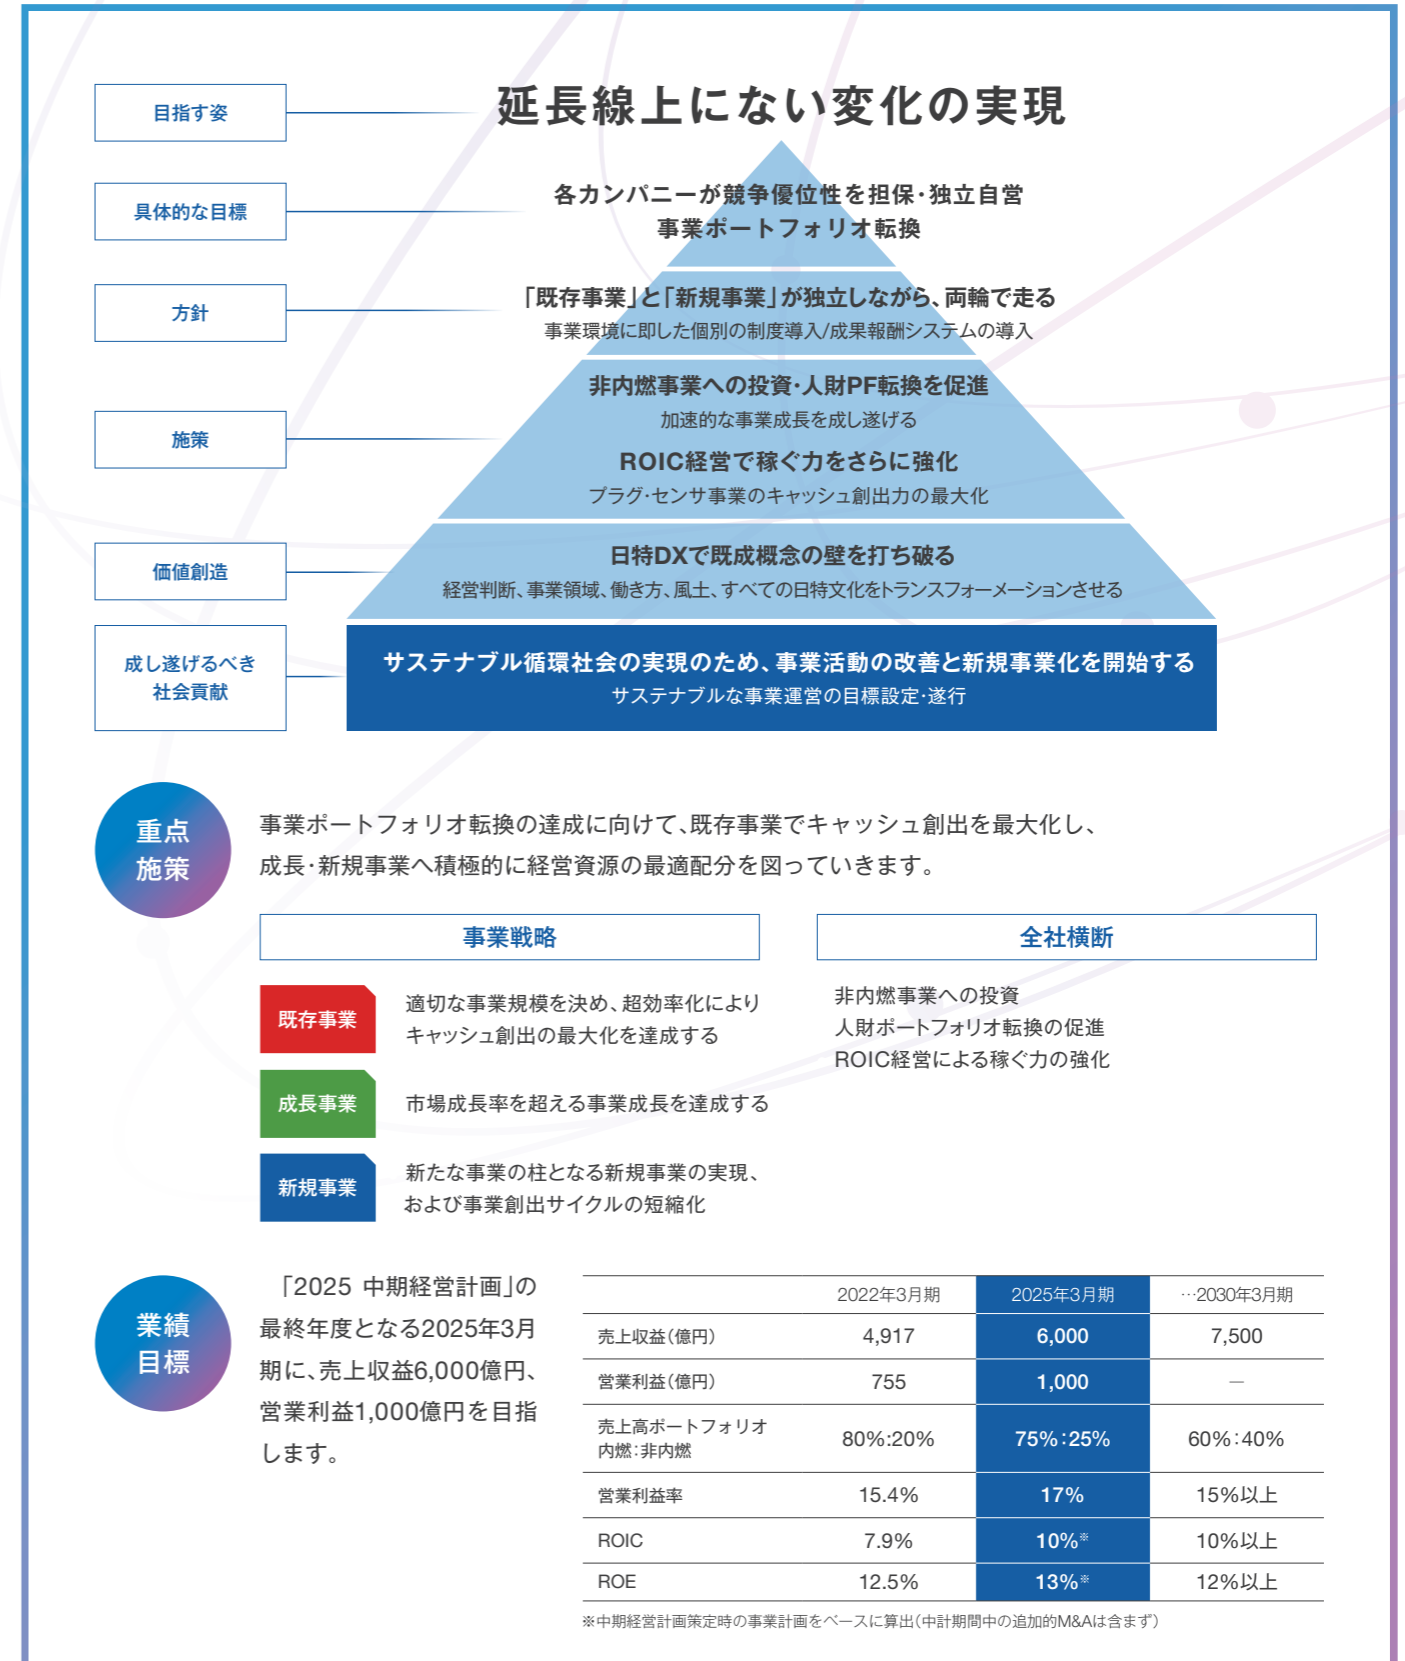 目指す姿
延長線上にない変化の実現
具体的な目標
各カンパニーが競争優位性を担保・独立自営
事業ポートフォリオ転換
方針
「既存事業」と「新規事業」が独立しながら、両輪で走る
事業環境に即した個別の制度導入/成果報酬システムの導入
施策
非内燃事業への投資・人財PF転換を促進
加速的な事業成長を成し遂げる
ROIC経営で稼ぐ力をさらに強化
プラグ・センサ事業のキャッシュ創出力の最大化
価値創造
日特DXで既成概念の壁を打ち破る
経営判断、事業領域、働き方、風土、すべての日特文化をトランスフォーメーションさせる
成し遂げるべき
社会貢献
サステナブル循環社会の実現のため、事業活動の改善と新規事業化を開始する
サステナブルな事業運営の目標設定・遂行
重点
施策
事業ポートフォリオ転換の達成に向けて、既存事業でキャッシュ創出を最大化し、
成長・新規事業へ積極的に経営資源の最適配分を図っていきます。
事業戦略
既存事業
適切な事業規模を決め、超効率化により
キャッシュ創出の最大化を達成する
成長事業
市場成長率を超える事業成長を達成する
新規事業
新たな事業の柱となる新規事業の実現、
および事業創出サイクルの短縮化
全社横断
非内燃事業への投資
人財ポートフォリオ転換の促進
ROIC経営による稼ぐ力の強化
業績
目標
「2025 中期経営計画」の
最終年度となる2025年3月
期に、売上収益6,000億円、
営業利益1,000億円を目指
します。
2022年3月期 2025年3月期 …2030年3月期
売上収益(億円) 4,917 6,000 7,500
営業利益(億円) 755 1,000 —
売上高ポートフォリオ
内燃:非内燃 80%:20% 75%:25% 60%:40%
営業利益率 15.4% 17% 15%以上
ROIC 7.9% 10%※ 10%以上
ROE 12.5% 13%※ 12%以上
※中期経営計画策定時の事業計画をベースに算出(中計期間中の追加的M&Aは含まず)